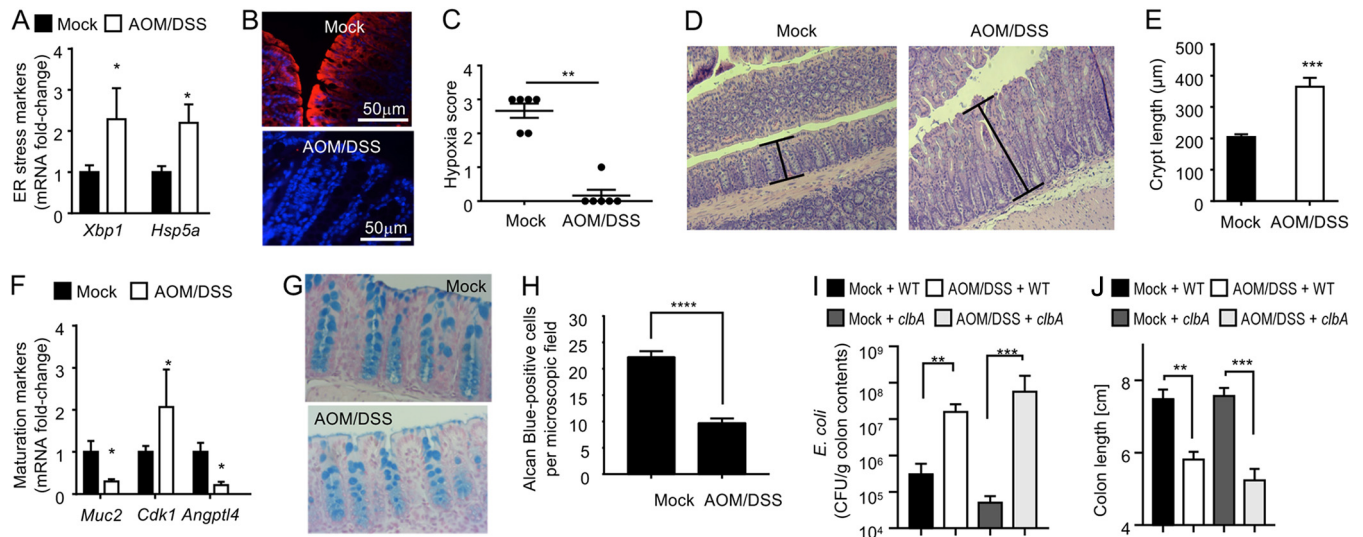 A
Mock AOM/DSS
ER stress markers
(mRNA fold-change)
4
3
2
1
0
*
*
Xbp1 Hsp5a
B
Mock
50μm
AOM/DSS
50μm
C
Hypoxia score
5
4
3
2
1
0
**
Mock AOM/DSS
D
Mock
AOM/DSS
E
Crypt length (μm)
500
400
300
200
100
0
***
Mock AOM/DSS
F
Mock AOM/DSS
Maturation markers
(mRNA fold-change)
4
3
2
1
0
*
*
*
Muc2 Cdk1 Angptl4
G
Mock
AOM/DSS
H
Alcan Blue-positive cells
per microscopic field
30
25
20
15
10
5
0
****
Mock AOM/DSS
I
Mock + WT AOM/DSS + WT
Mock + clbA AOM/DSS + clbA
E. coli
(CFU/g colon contents)
10⁹
10⁸
10⁷
10⁶
10⁵
10⁴
**
***
J
Mock + WT AOM/DSS + WT
Mock + clbA AOM/DSS + clbA
Colon length [cm]
8
6
4
**
***